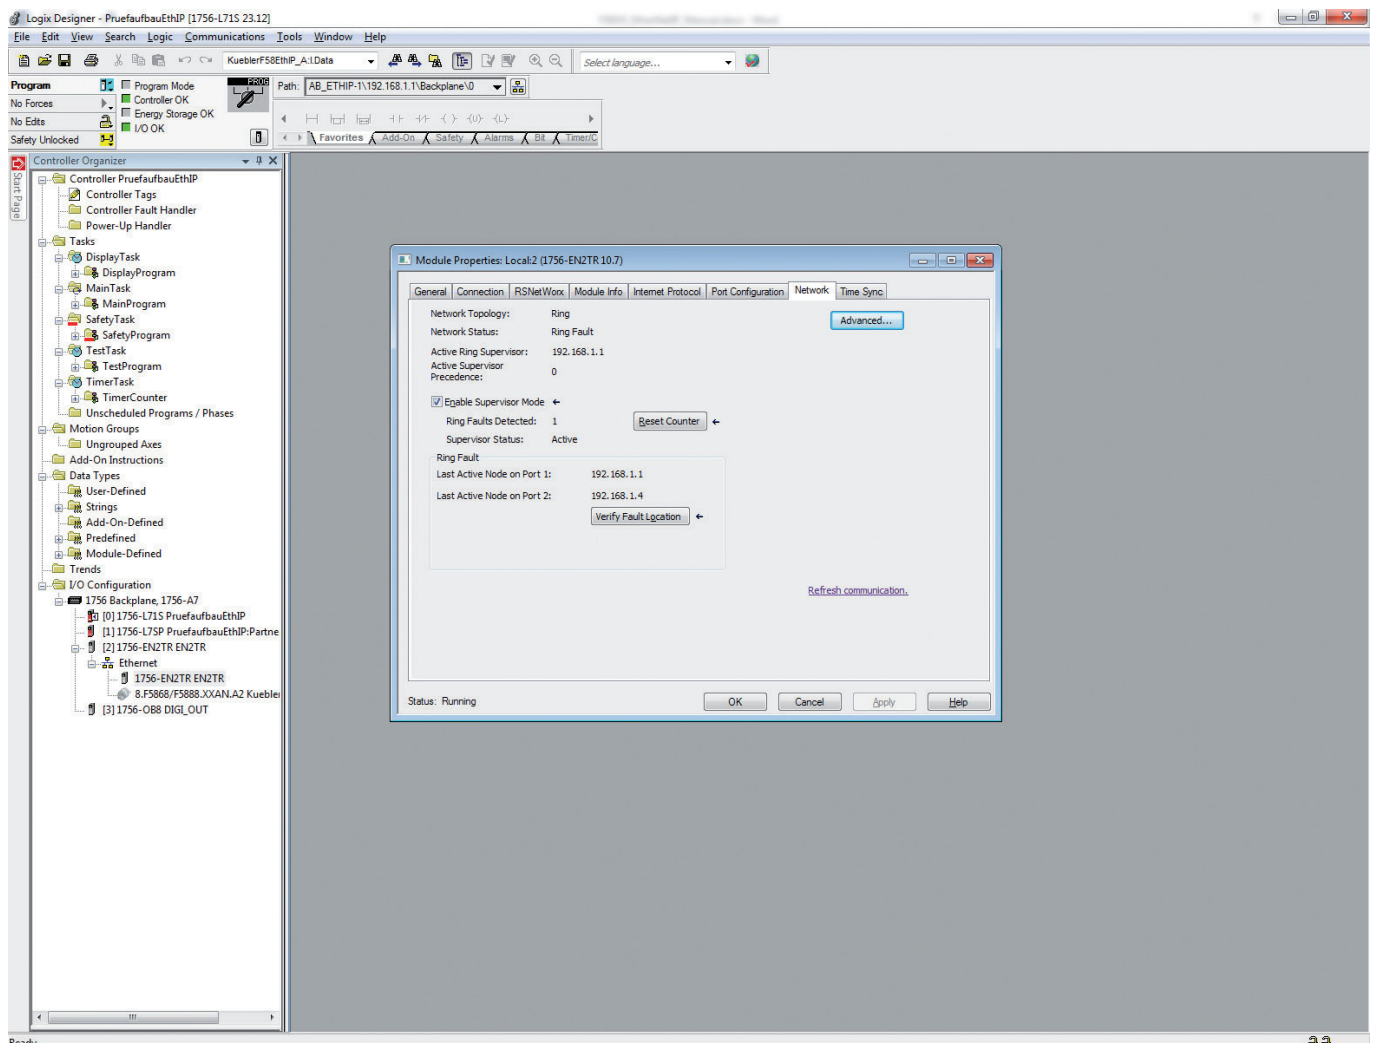 Logix Designer - PruefaufbauEthIP [1756-L71S 23.12]
File Edit View Search Logic Communications Tools Window Help
KueblerF58EthIP_A:I.Data
Select language...
Program
Program Mode
PROG
Path: AB_ETHIP-1\192.168.1.1\Backplane\0
No Forces
Controller OK
Energy Storage OK
No Edits
I/O OK
Safety Unlocked
Favorites Add-On Safety Alarms Bit Timer/C
Start Page
Controller Organizer
Controller PruefaufbauEthIP
Controller Tags
Controller Fault Handler
Power-Up Handler
Tasks
DisplayTask
DisplayProgram
MainTask
MainProgram
SafetyTask
SafetyProgram
TestTask
TestProgram
TimerTask
TimerCounter
Unscheduled Programs / Phases
Motion Groups
Ungrouped Axes
Add-On Instructions
Data Types
User-Defined
Strings
Add-On-Defined
Predefined
Module-Defined
Trends
I/O Configuration
1756 Backplane, 1756-A7
[0] 1756-L71S PruefaufbauEthIP
[1] 1756-L7SP PruefaufbauEthIP:Partne
[2] 1756-EN2TR EN2TR
Ethernet
1756-EN2TR EN2TR
8.F5868/F5888.XXAN.A2 Kuebler
[3] 1756-OB8 DIGI_OUT
Module Properties: Local:2 (1756-EN2TR 10.7)
General Connection RSNetWorx Module Info Internet Protocol Port Configuration Network Time Sync
Network Topology: Ring
Advanced...
Network Status: Ring Fault
Active Ring Supervisor: 192.168.1.1
Active Supervisor Precedence: 0
Enable Supervisor Mode
Ring Faults Detected: 1
Reset Counter
Supervisor Status: Active
Ring Fault
Last Active Node on Port 1: 192.168.1.1
Last Active Node on Port 2: 192.168.1.4
Verify Fault Location
Refresh communication.
Status: Running
OK Cancel Apply Help
Ready